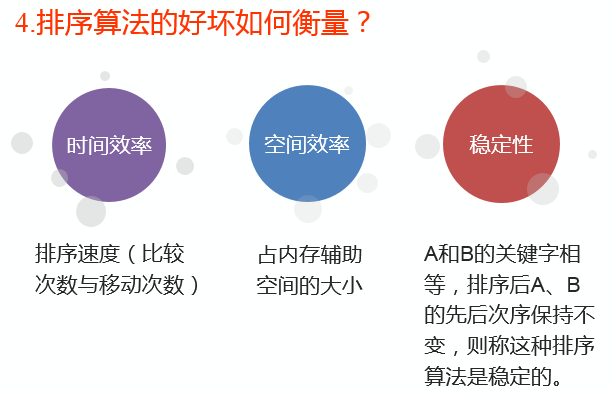 4.排序算法的好坏如何衡量？
时间效率
空间效率
稳定性
排序速度（比较
次数与移动次数）
占内存辅助
空间的大小
A和B的关键字相
等，排序后A、B
的先后次序保持不
变，则称这种排序
算法是稳定的。